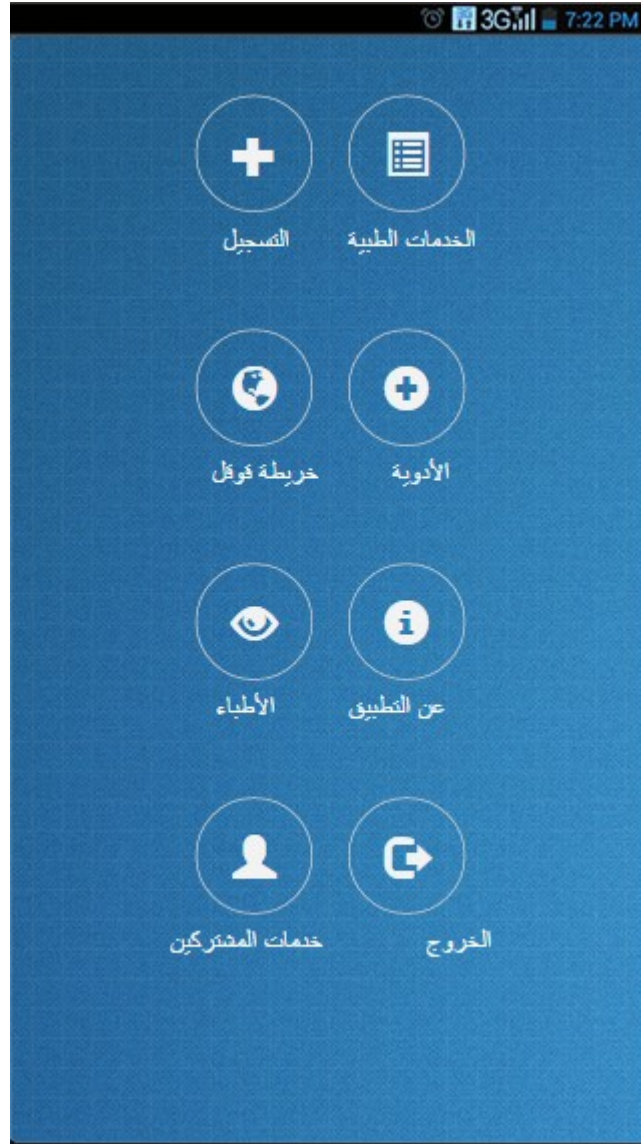 3G 7:22 PM
الخدمات الطبية التسجيل
الأدوية خريطة قوقل
عن التطبيق الأطباء
الخروج خدمات المشتركين